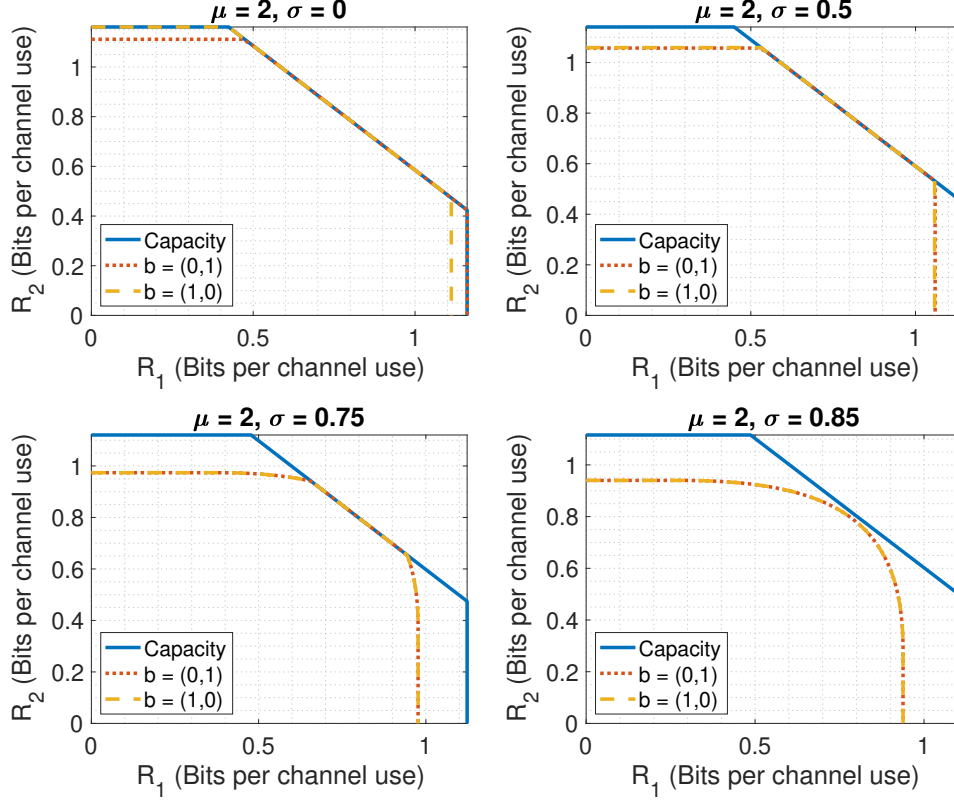 μ = 2, σ = 0
R2 (Bits per channel use)
1
0.8
0.6
0.4
0.2
0
Capacity
b = (0,1)
b = (1,0)
0 0.5 1
R1 (Bits per channel use)
μ = 2, σ = 0.5
R2 (Bits per channel use)
1
0.8
0.6
0.4
0.2
0
Capacity
b = (0,1)
b = (1,0)
0 0.5 1
R1 (Bits per channel use)
μ = 2, σ = 0.75
R2 (Bits per channel use)
1
0.8
0.6
0.4
0.2
0
Capacity
b = (0,1)
b = (1,0)
0 0.5 1
R1 (Bits per channel use)
μ = 2, σ = 0.85
R2 (Bits per channel use)
1
0.8
0.6
0.4
0.2
0
Capacity
b = (0,1)
b = (1,0)
0 0.5 1
R1 (Bits per channel use)